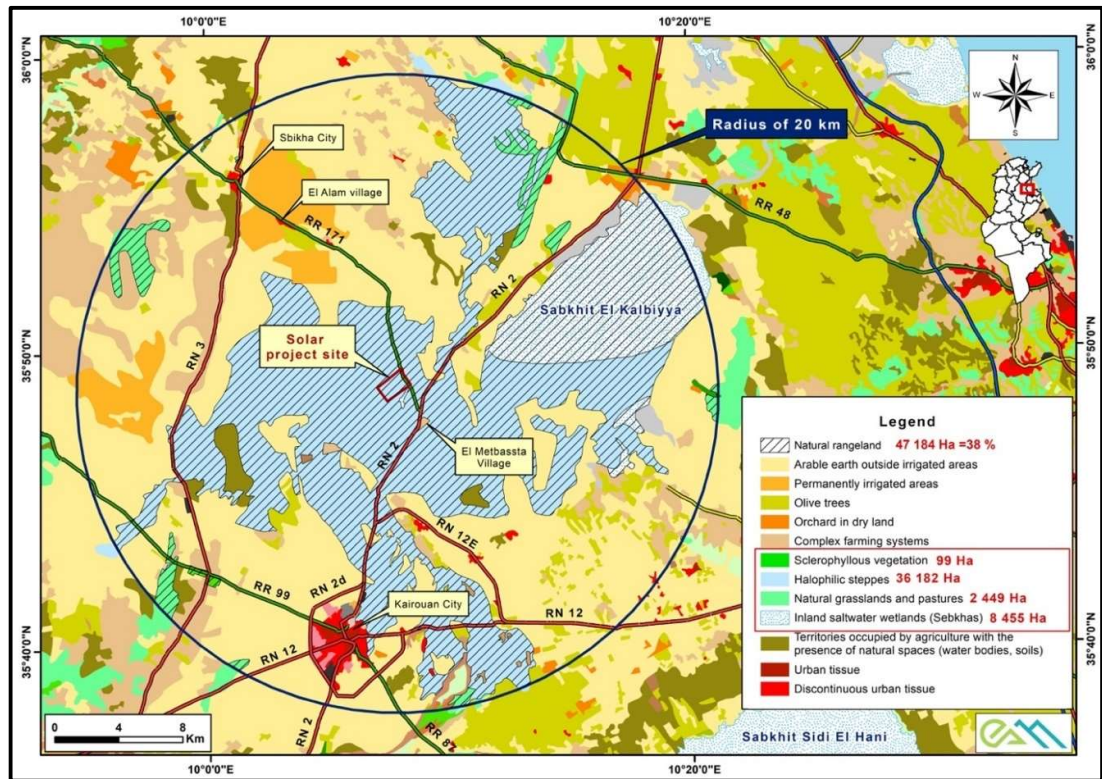 10°0'0"E
10°20'0"E
36°0'0"N
36°0'0"N
N
W
E
S
Radius of 20 km
Sbikha City
El Alam village
RR 171
RR 48
RN 2
Sabkhit El Kalbiyya
RN 3
Solar
project site
35°50'0"N
35°50'0"N
El Metbassta
Village
RN 2
RN 12E
RN 2d
RR 99
Kairouan City
RN 12
RN 12
35°40'0"N
35°40'0"N
RN 2
RR 87
Sabkhit Sidi El Hani
Legend
Natural rangeland 47 184 Ha =38 %
Arable earth outside irrigated areas
Permanently irrigated areas
Olive trees
Orchard in dry land
Complex farming systems
Sclerophyllous vegetation 99 Ha
Halophilic steppes 36 182 Ha
Natural grasslands and pastures 2 449 Ha
Inland saltwater wetlands (Sebkhas) 8 455 Ha
Territories occupied by agriculture with the
presence of natural spaces (water bodies, soils)
Urban tissue
Discontinuous urban tissue
0 4 8
Km
10°0'0"E
10°20'0"E